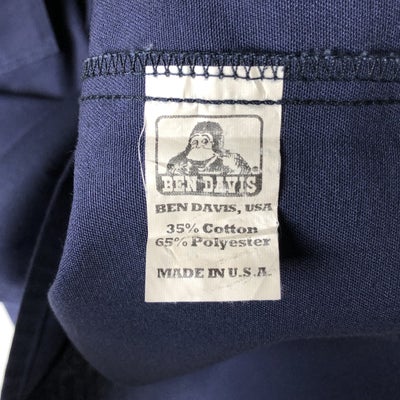 BEN DAVIS
BEN DAVIS, USA
35% Cotton
65% Polyester
MADE IN U.S.A.